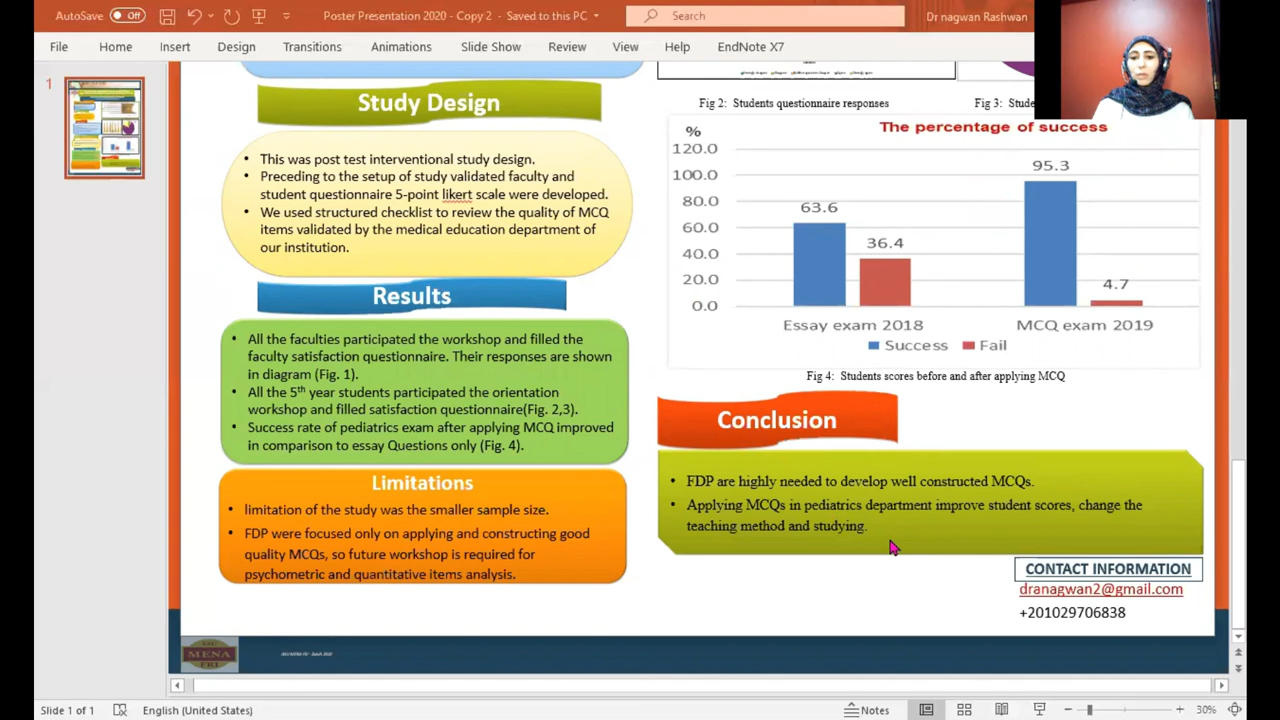 AutoSave Off
Poster Presentation 2020 - Copy 2 - Saved to this PC
Search
Dr nagwan Rashwan
File Home Insert Design Transitions Animations Slide Show Review View Help EndNote X7
1
Study Design
• This was post test interventional study design.
• Preceding to the setup of study validated faculty and
student questionnaire 5-point likert scale were developed.
• We used structured checklist to review the quality of MCQ
items validated by the medical education department of
our institution.
Results
• All the faculties participated the workshop and filled the
faculty satisfaction questionnaire. Their responses are shown
in diagram (Fig. 1).
• All the 5th year students participated the orientation
workshop and filled satisfaction questionnaire(Fig. 2,3).
• Success rate of pediatrics exam after applying MCQ improved
in comparison to essay Questions only (Fig. 4).
Limitations
• limitation of the study was the smaller sample size.
• FDP were focused only on applying and constructing good
quality MCQs, so future workshop is required for
psychometric and quantitative items analysis.
Fig 2: Students questionnaire responses
Fig 3: Stude
The percentage of success
%
120.0
100.0
80.0
60.0
40.0
20.0
0.0
63.6
36.4
95.3
4.7
Essay exam 2018
MCQ exam 2019
Success Fail
Fig 4: Students scores before and after applying MCQ
Conclusion
• FDP are highly needed to develop well constructed MCQs.
• Applying MCQs in pediatrics department improve student scores, change the
teaching method and studying.
CONTACT INFORMATION
dranagwan2@gmail.com
+201029706838
MENA
FRI
Slide 1 of 1
English (United States)
Notes
30%